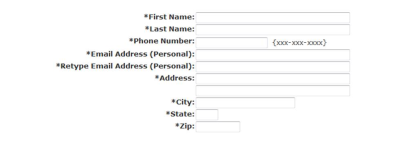 *First Name:
*Last Name:
*Phone Number: {xxx-xxx-xxxx}
*Email Address (Personal):
*Retype Email Address (Personal):
*Address:
*City:
*State:
*Zip: